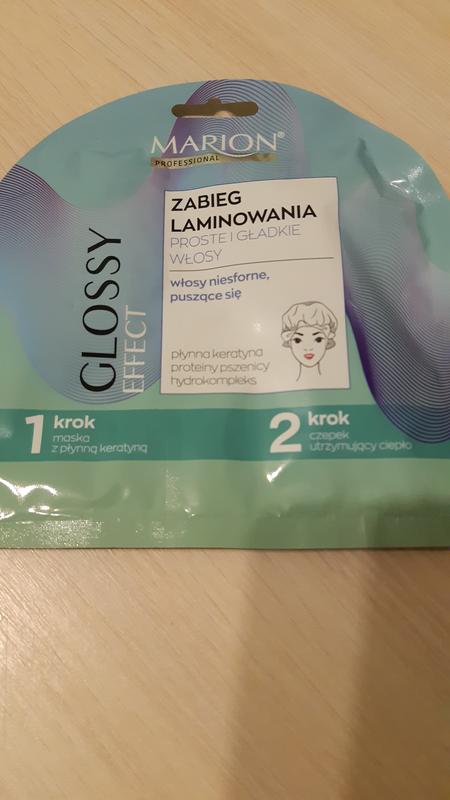 MARION®
PROFESSIONAL
ZABIEG
LAMINOWANIA
PROSTE I GŁADKIE
WŁOSY
włosy niesforne,
puszące się
płynna keratyna
proteiny pszenicy
hydrokompleks
GLOSSY
EFFECT
1 krok
maska
z płynną keratyną
2 krok
czepek
utrzymujący ciepło